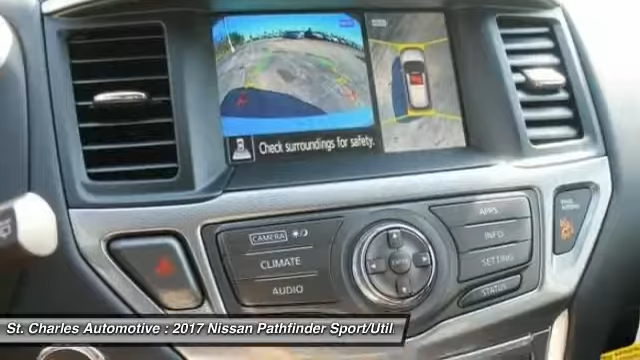 Check surroundings for safety.
CAMERA
APPS
INFO
CLIMATE
SETTING
AUDIO
STATUS
ENTER
St. Charles Automotive : 2017 Nissan Pathfinder Sport/Util.